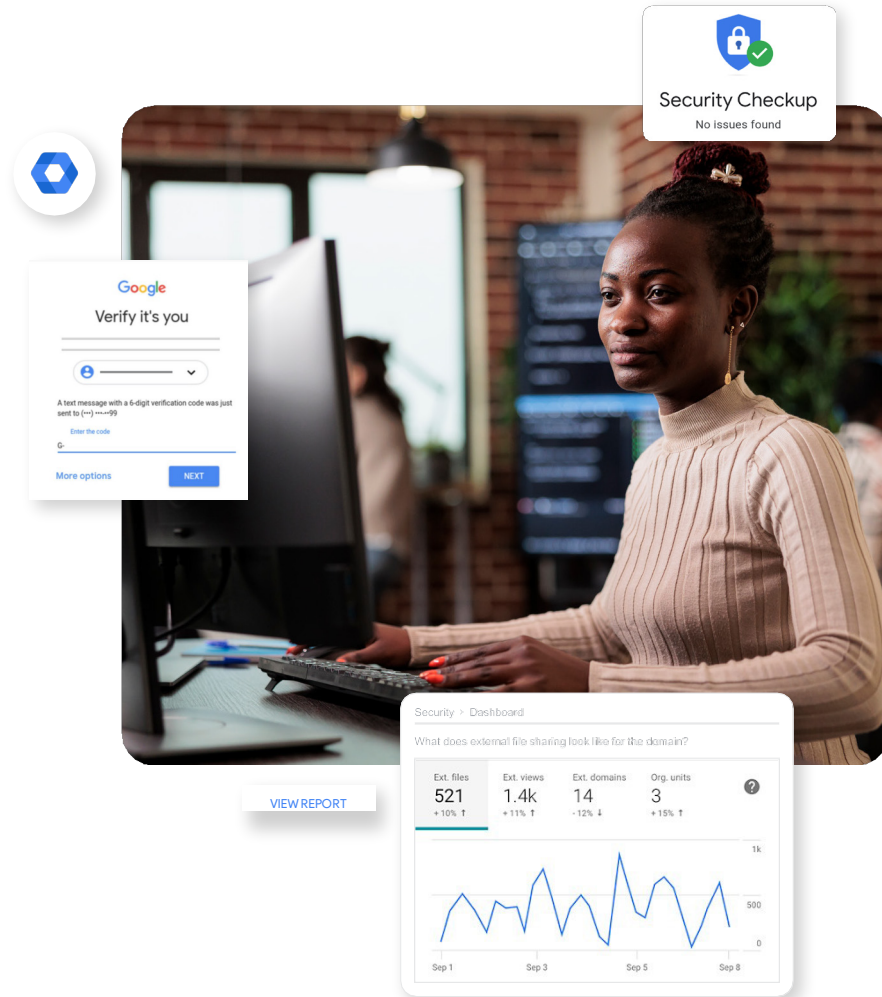 Security Checkup
No issues found
Google
Verify it's you
A text message with a 6-digit verification code was just
sent to (•••) •••-••99
Enter the code
G-
More options
NEXT
Security > Dashboard
What does external file sharing look like for the domain?
Ext. files
521
+ 10% ↑
Ext. views
1.4k
+ 11% ↑
Ext. domains
14
- 12% ↓
Org. units
3
+ 15% ↑
?
1k
500
0
Sep 1
Sep 3
Sep 5
Sep 8
VIEW REPORT